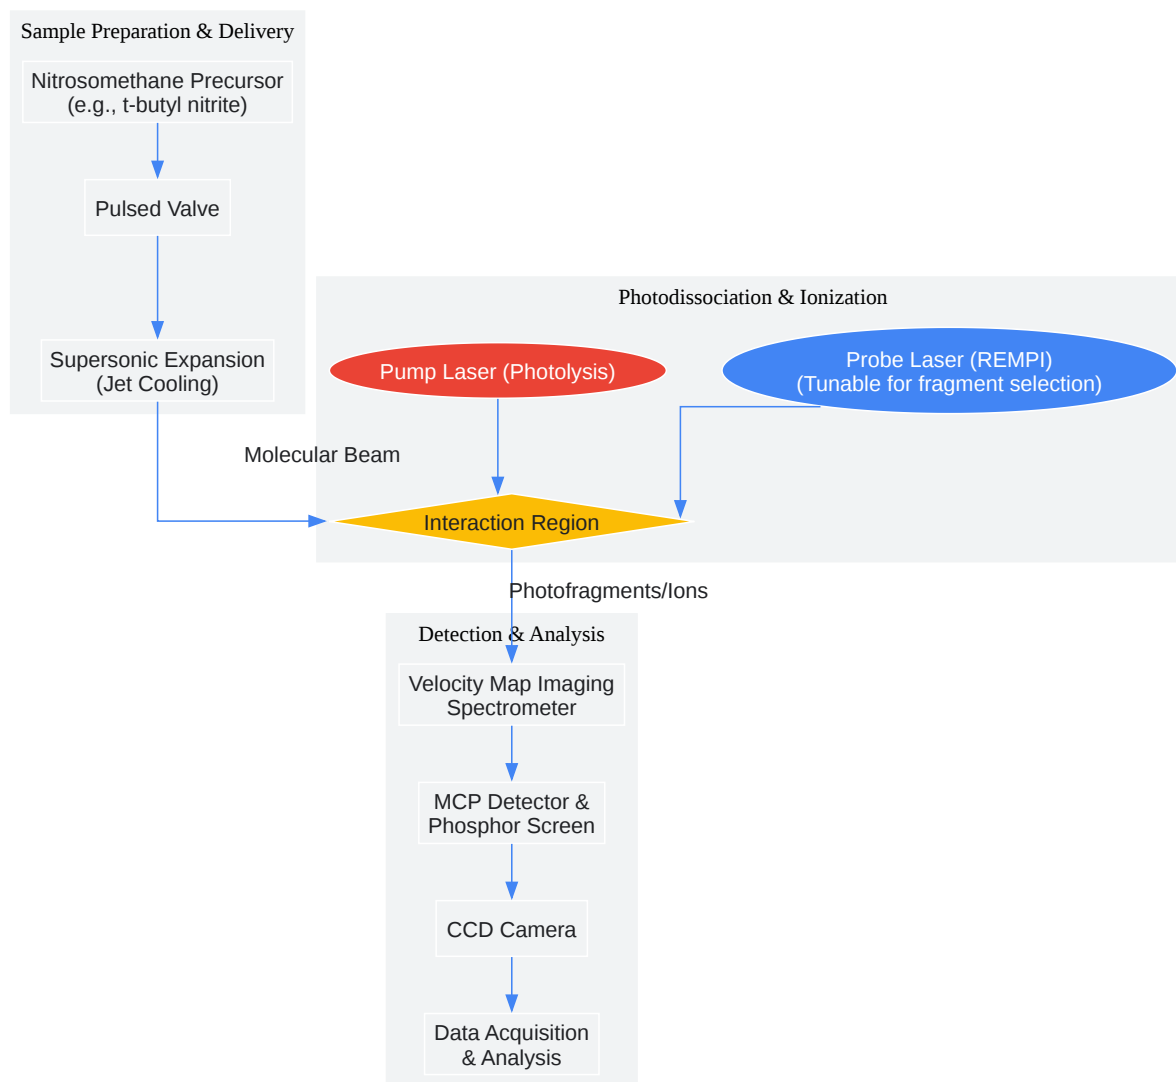 Sample Preparation & Delivery
Nitrosomethane Precursor
(e.g., t-butyl nitrite)
Pulsed Valve
Supersonic Expansion
(Jet Cooling)
Molecular Beam
Photodissociation & Ionization
Pump Laser (Photolysis)
Probe Laser (REMPI)
(Tunable for fragment selection)
Interaction Region
Photofragments/Ions
Detection & Analysis
Velocity Map Imaging
Spectrometer
MCP Detector &
Phosphor Screen
CCD Camera
Data Acquisition
& Analysis